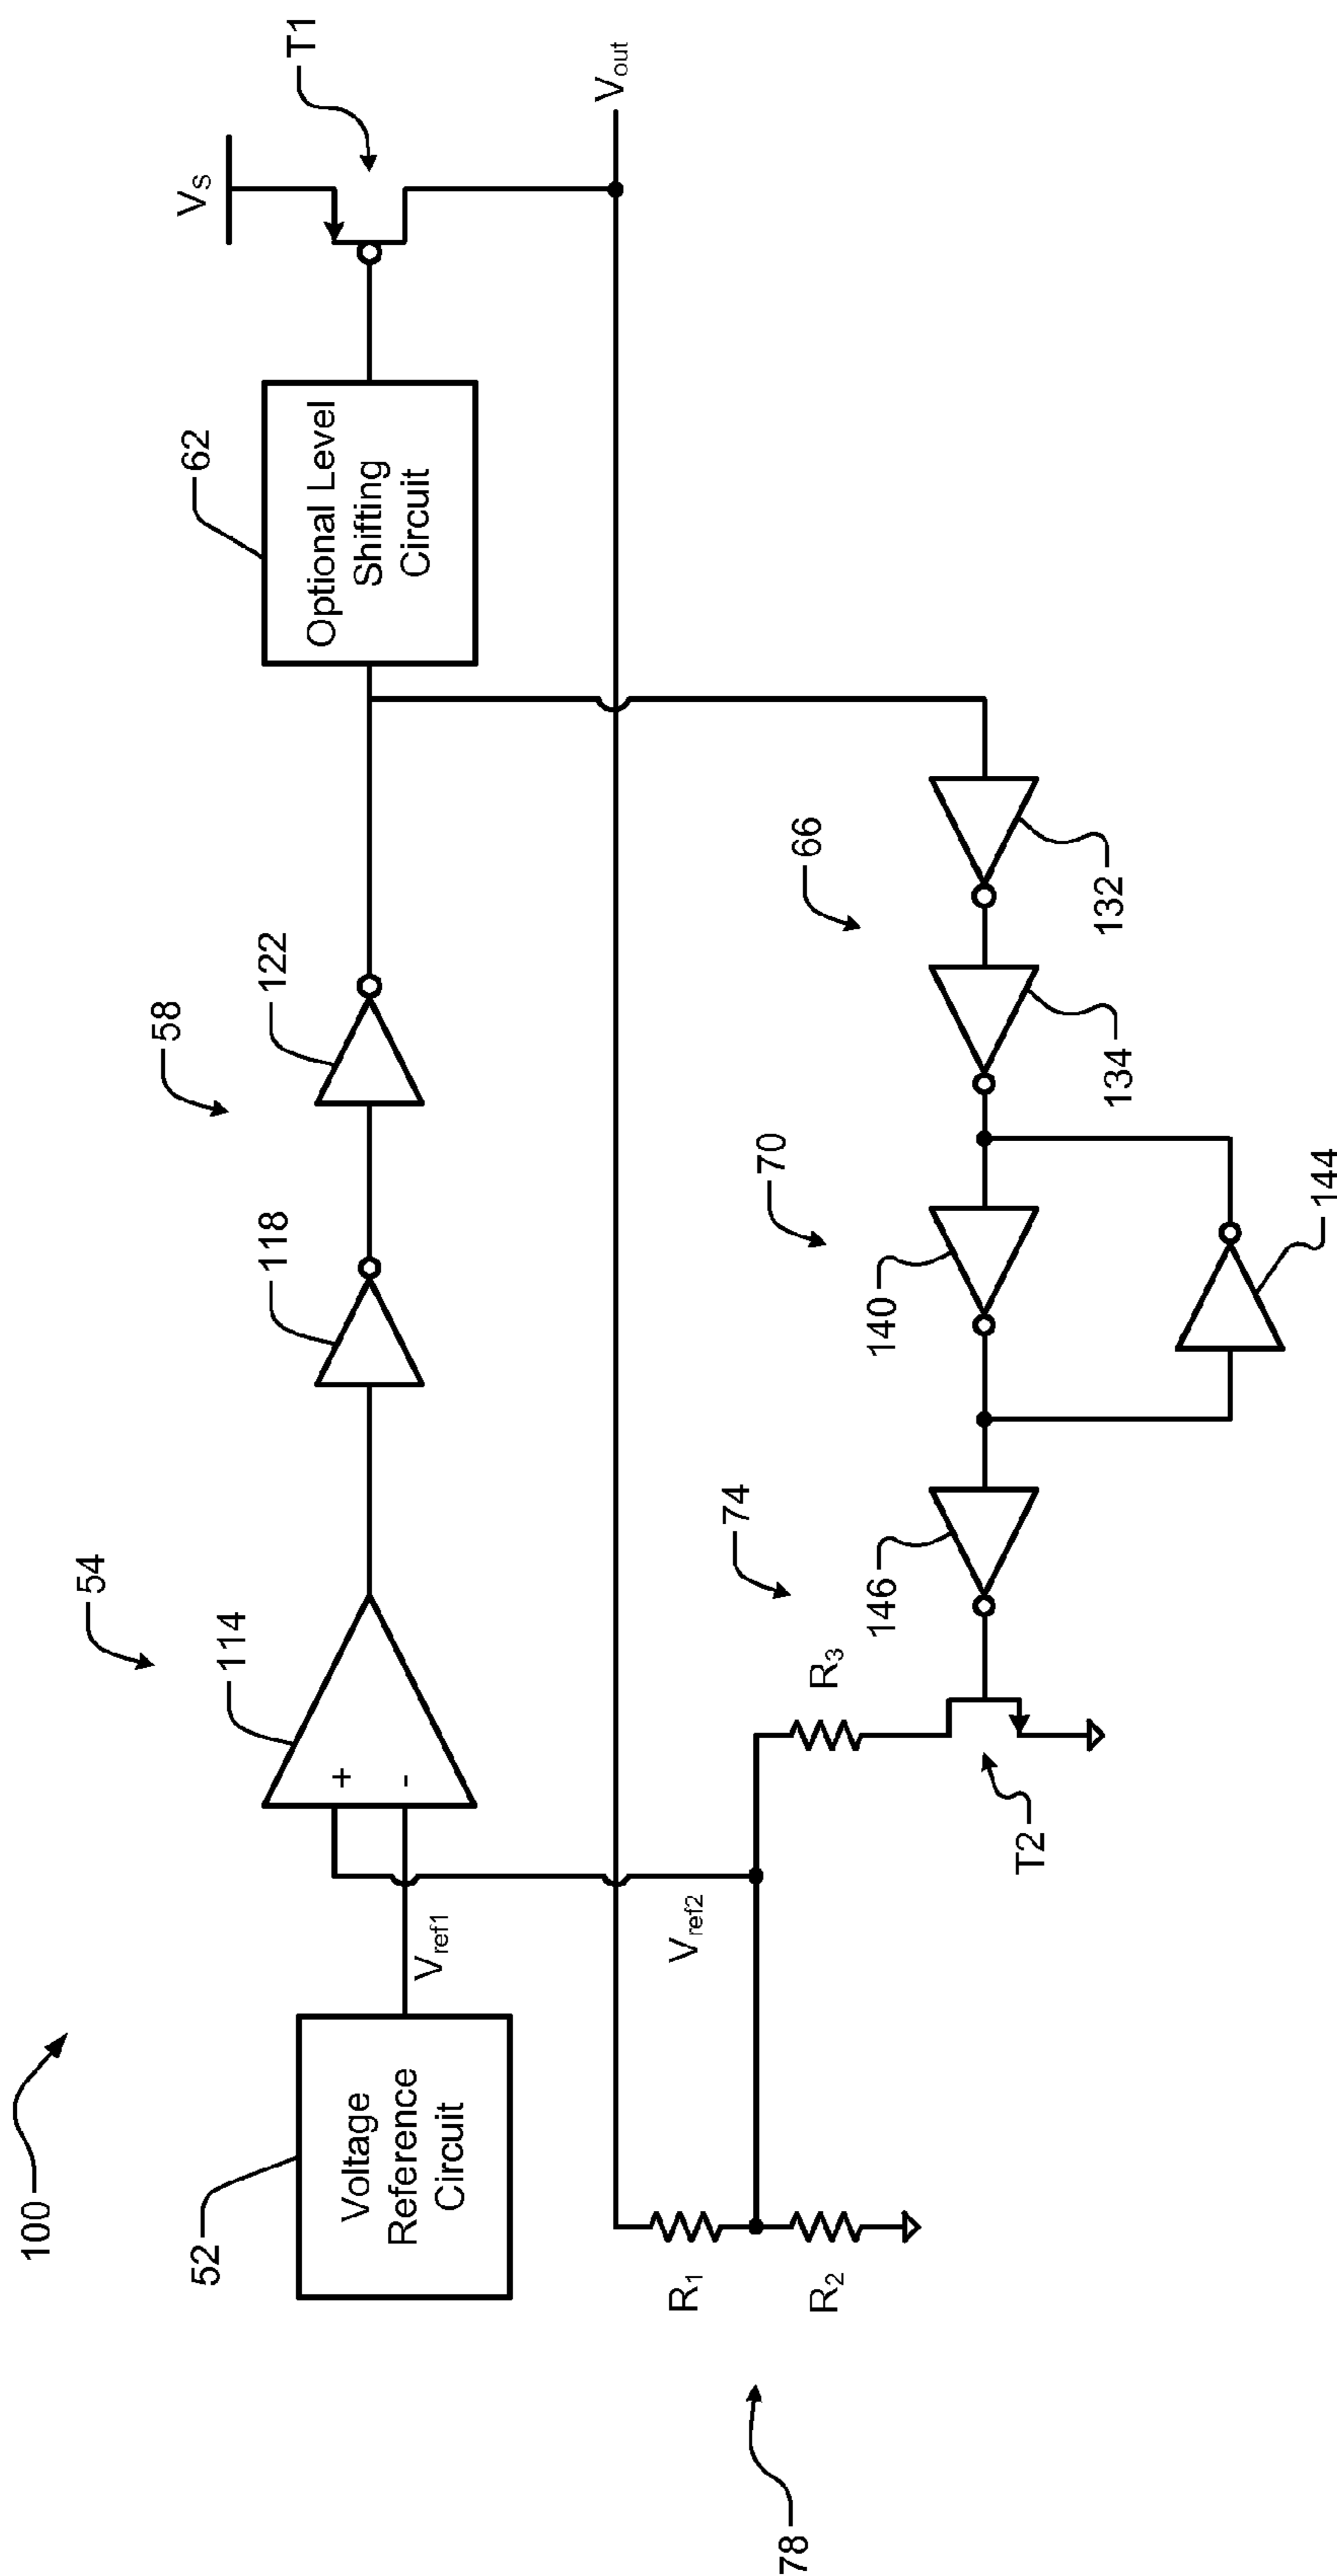 100
52
Voltage
Reference
Circuit
V_ref1
54
114
+
-
58
118
122
62
Optional Level
Shifting
Circuit
V_S
T1
V_out
78
R_1
R_2
V_ref2
R_3
T2
74
146
70
140
144
66
134
132